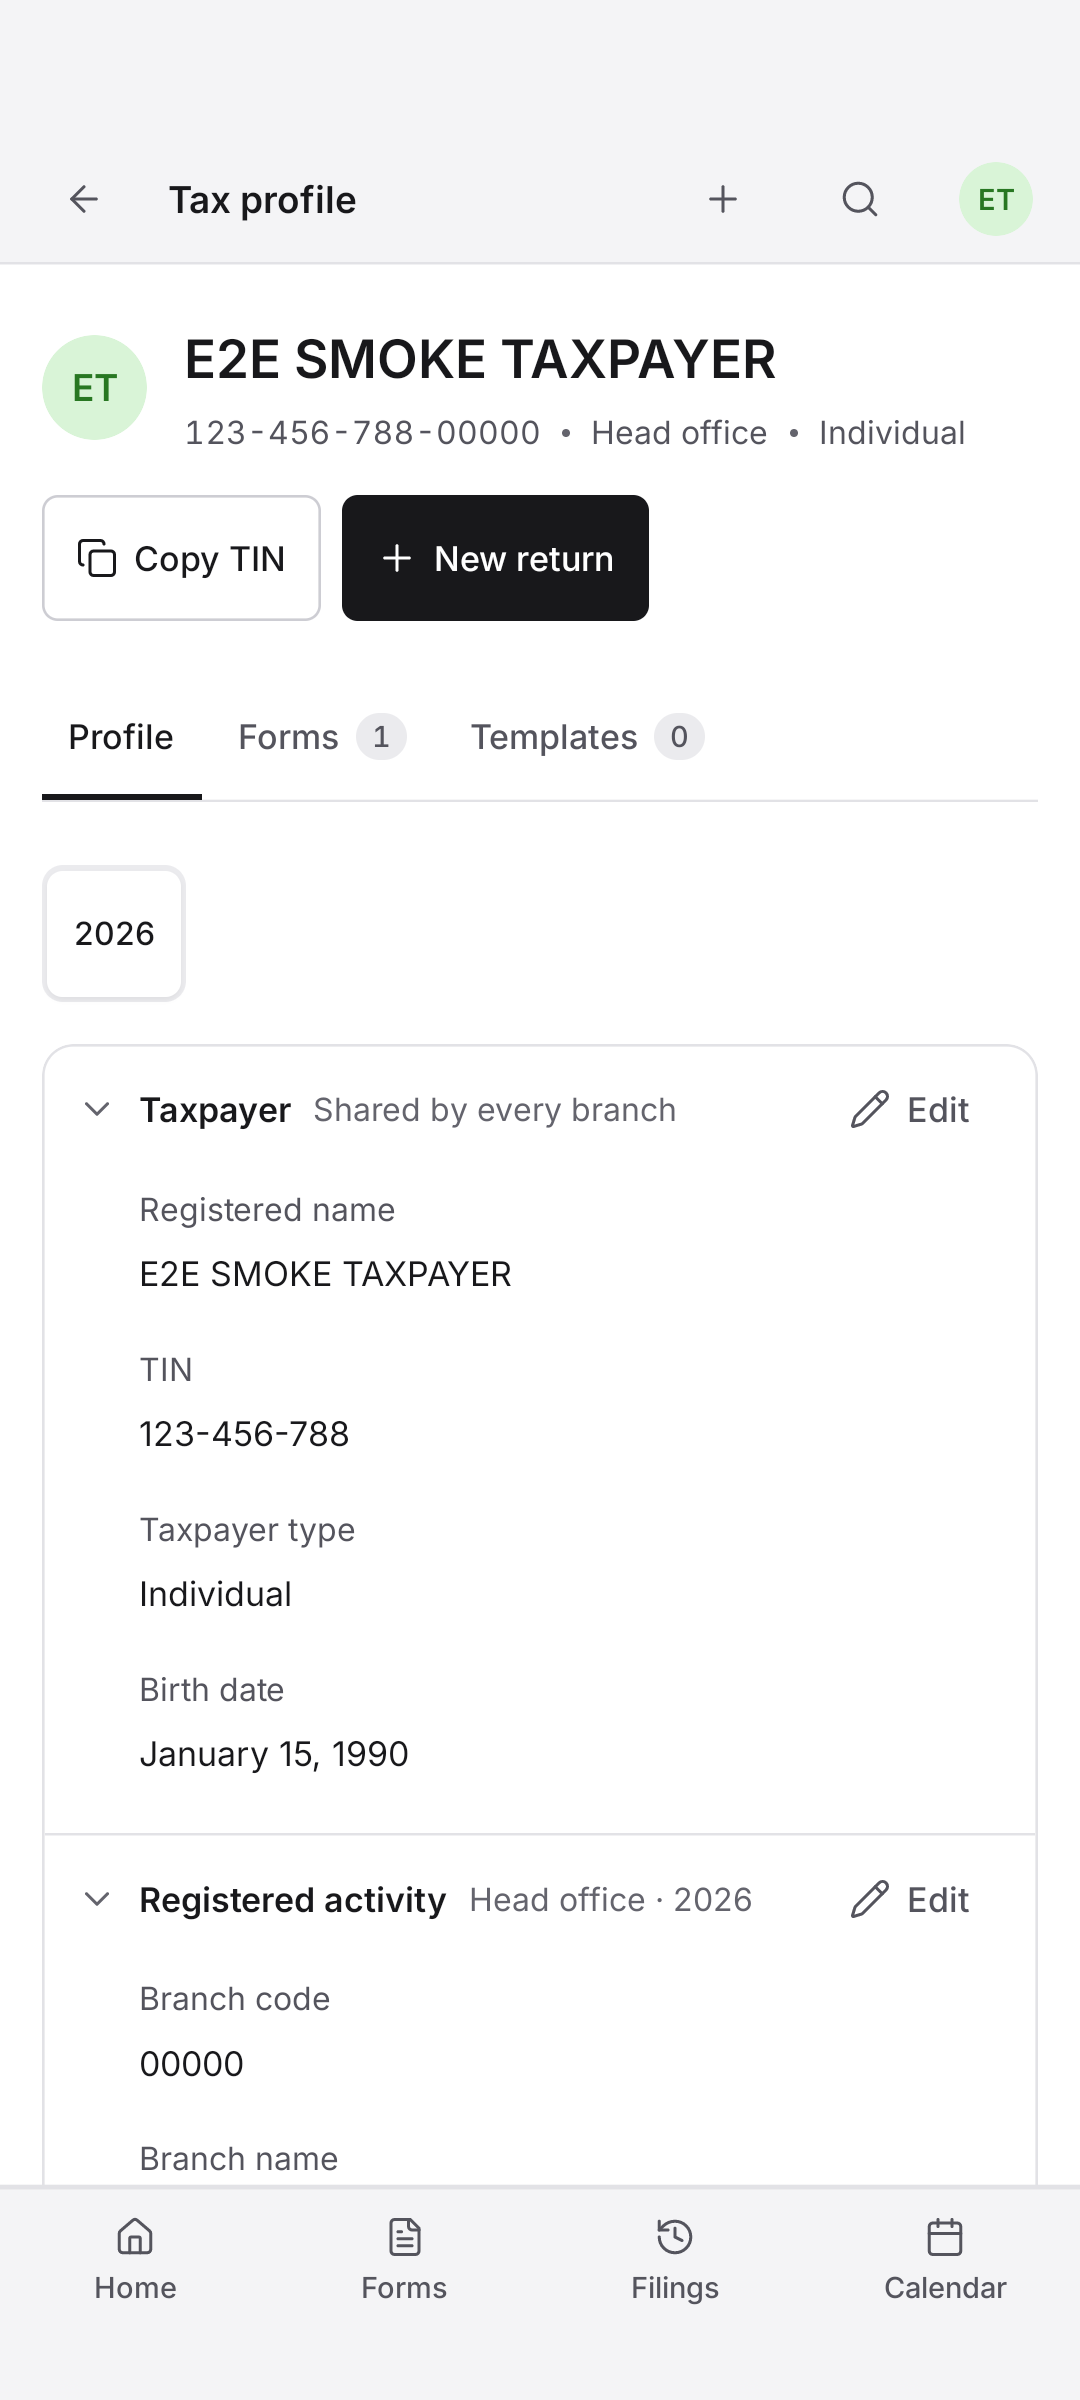 Tax profile
ET
ET
E2E SMOKE TAXPAYER
123-456-788-00000 • Head office • Individual
Copy TIN
New return
Profile
Forms 1
Templates 0
2026
Taxpayer Shared by every branch
Edit
Registered name
E2E SMOKE TAXPAYER
TIN
123-456-788
Taxpayer type
Individual
Birth date
January 15, 1990
Registered activity Head office · 2026
Edit
Branch code
00000
Branch name
Home
Forms
Filings
Calendar